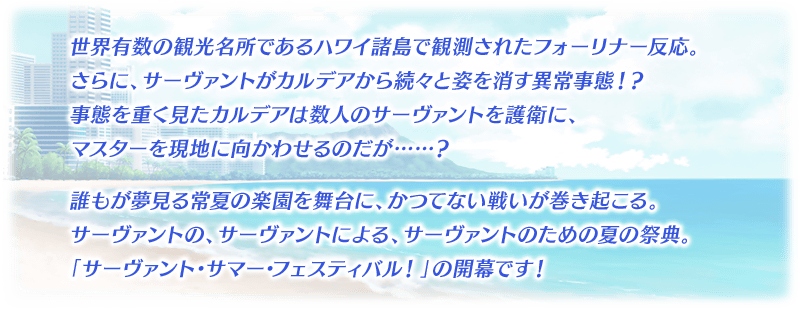 世界有数の観光名所であるハワイ諸島で観測されたフォーリナー反応。
さらに、サーヴァントがカルデアから続々と姿を消す異常事態！？
事態を重く見たカルデアは数人のサーヴァントを護衛に、
マスターを現地に向かわせるのだが……？
誰もが夢見る常夏の楽園を舞台に、かつてない戦いが巻き起こる。
サーヴァントの、サーヴァントによる、サーヴァントのための夏の祭典。
「サーヴァント・サマー・フェスティバル！」の開幕です！